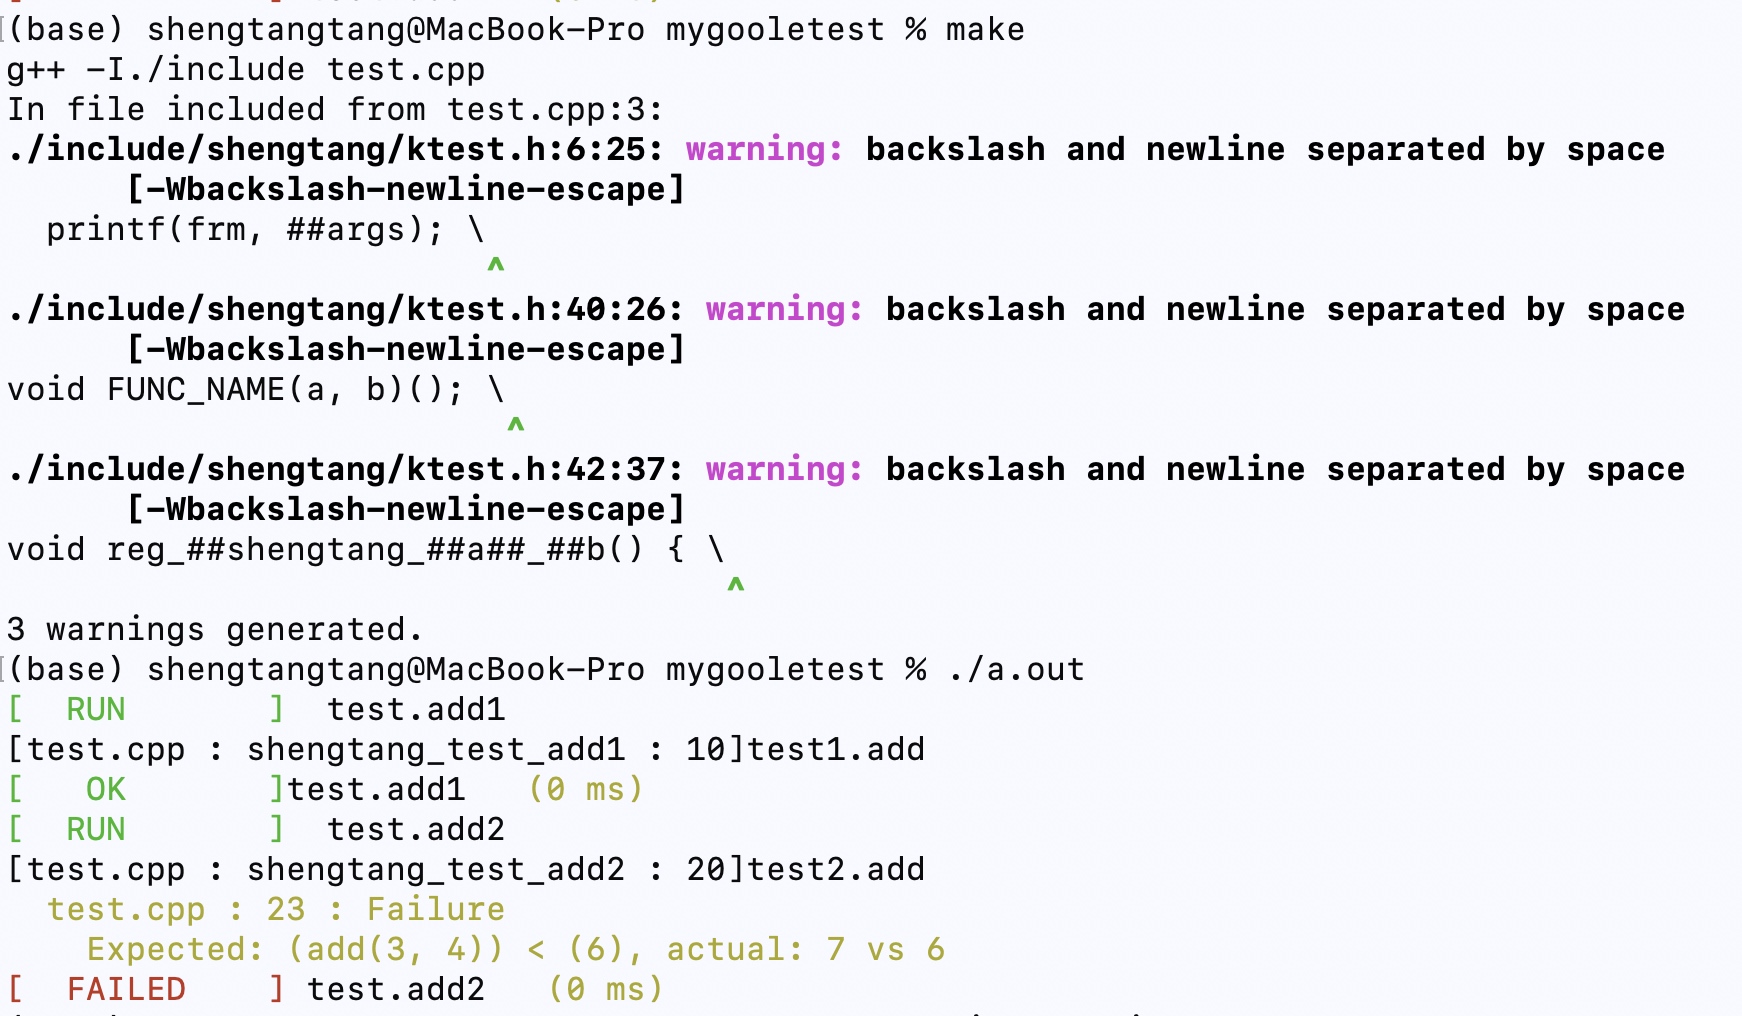 (base) shengtangtang@MacBook-Pro mygooletest % make
g++ -I./include test.cpp
In file included from test.cpp:3:
./include/shengtang/ktest.h:6:25: warning: backslash and newline separated by space
      [-Wbackslash-newline-escape]
  printf(frm, ##args); \
                        ^
./include/shengtang/ktest.h:40:26: warning: backslash and newline separated by space
      [-Wbackslash-newline-escape]
void FUNC_NAME(a, b)(); \
                         ^
./include/shengtang/ktest.h:42:37: warning: backslash and newline separated by space
      [-Wbackslash-newline-escape]
void reg_##shengtang_##a##_##b() { \
                                    ^
3 warnings generated.
(base) shengtangtang@MacBook-Pro mygooletest % ./a.out
[  RUN       ]  test.add1
[test.cpp : shengtang_test_add1 : 10]test1.add
[   OK       ]test.add1   (0 ms)
[  RUN       ]  test.add2
[test.cpp : shengtang_test_add2 : 20]test2.add
  test.cpp : 23 : Failure
    Expected: (add(3, 4)) < (6), actual: 7 vs 6
[  FAILED    ] test.add2   (0 ms)